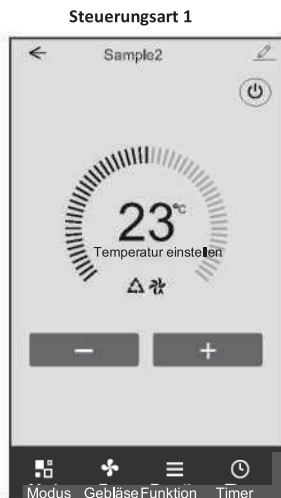 Steuerungsart 1
Sample2
23°C
Temperatur einstellen
− +
Modus Gebläse Funktion Timer